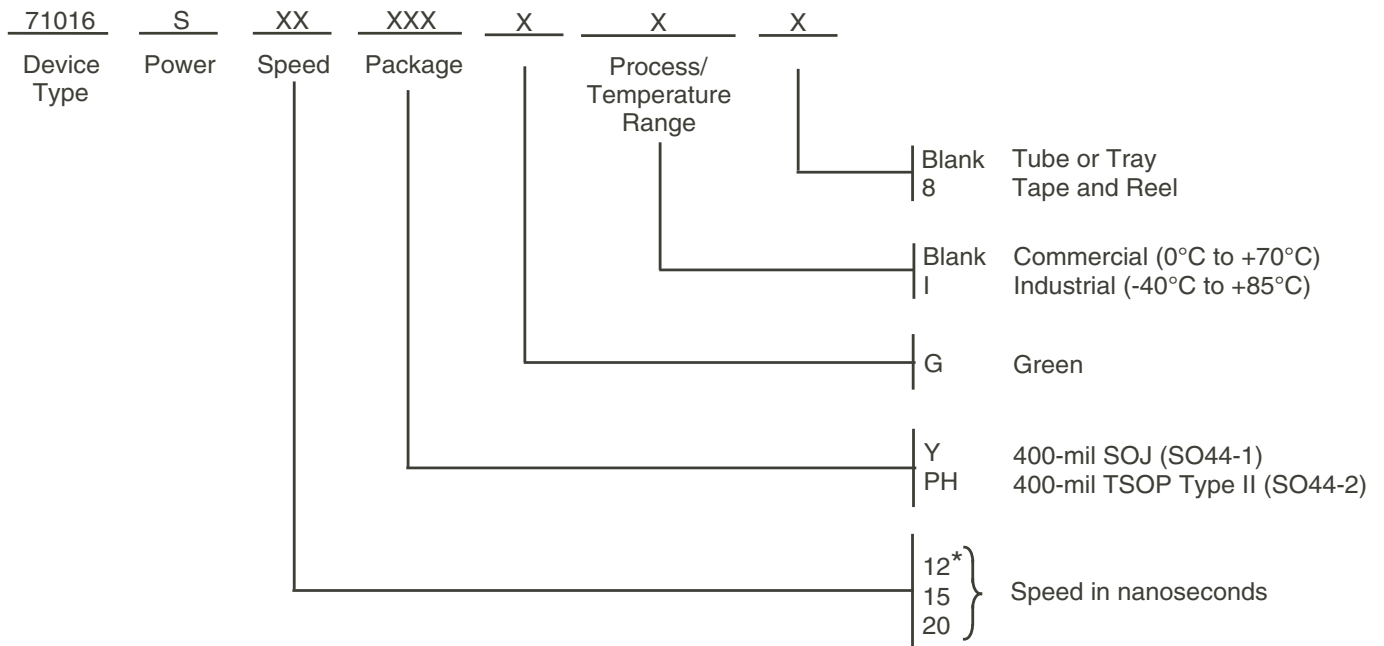 71016 S XX XXX X X X
Device Type
Power
Speed
Package
Process/
Temperature
Range
Blank Tube or Tray
8 Tape and Reel
Blank Commercial (0°C to +70°C)
I Industrial (-40°C to +85°C)
G Green
Y 400-mil SOJ (SO44-1)
PH 400-mil TSOP Type II (SO44-2)
12*
15 Speed in nanoseconds
20